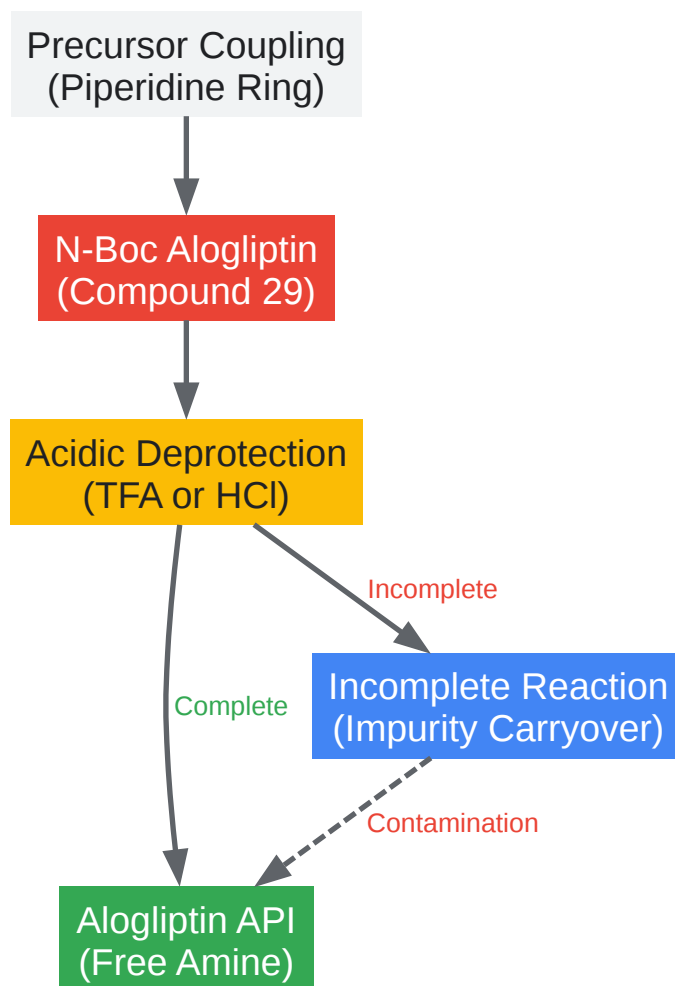 Precursor Coupling
(Piperidine Ring)
N-Boc Alogliptin
(Compound 29)
Acidic Deprotection
(TFA or HCl)
Incomplete
Incomplete Reaction
(Impurity Carryover)
Complete
Contamination
Alogliptin API
(Free Amine)